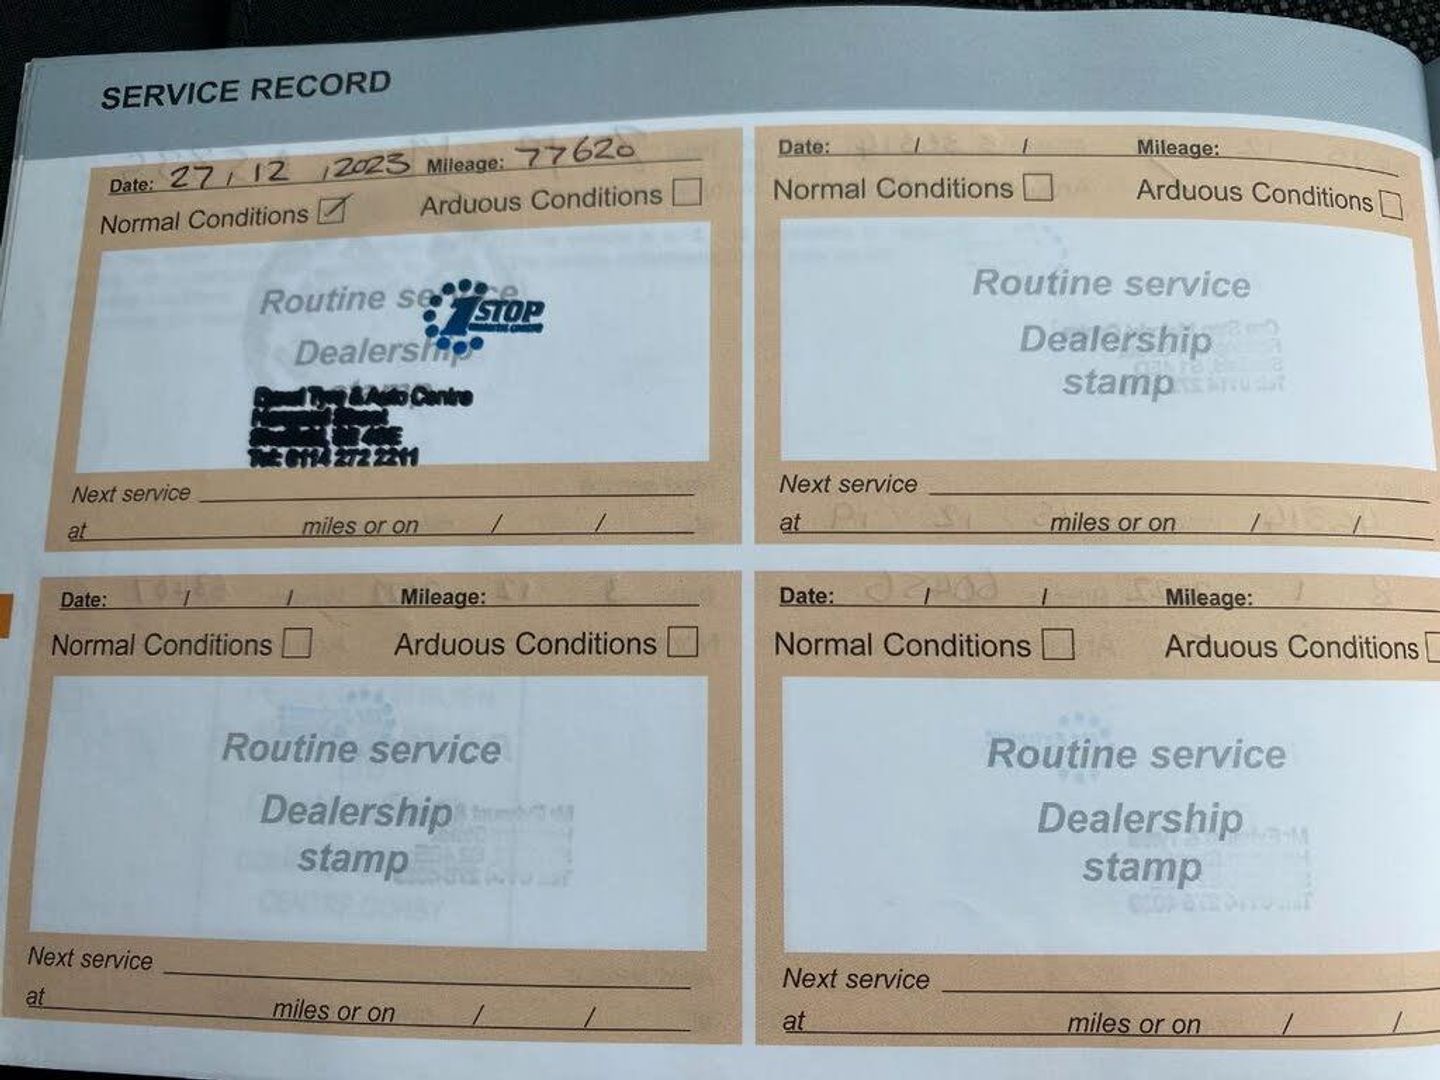 SERVICE RECORD
Date: 27 / 12 / 2023 Mileage: 77620
Normal Conditions Arduous Conditions
Routine service
Dealership
stamp
1STOP
Tyre & Auto Centre
Tel: 0114 272 2211
Next service
at miles or on / /
Date: / / Mileage:
Normal Conditions Arduous Conditions
Routine service
Dealership
stamp
Next service
at miles or on / /
Date: / / Mileage:
Normal Conditions Arduous Conditions
Routine service
Dealership
stamp
Next service
at miles or on / /
Date: / / Mileage:
Normal Conditions Arduous Conditions
Routine service
Dealership
stamp
Next service
at miles or on / /